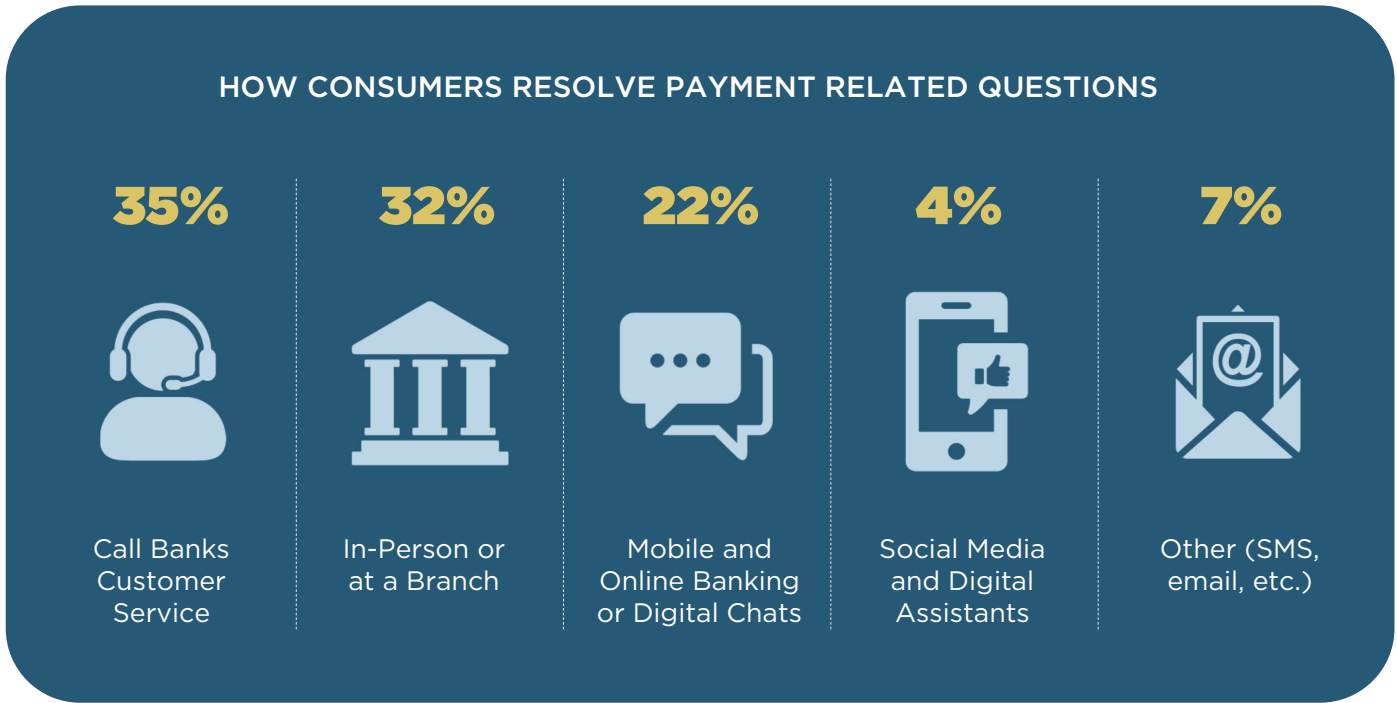 HOW CONSUMERS RESOLVE PAYMENT RELATED QUESTIONS
35%
Call Banks
Customer
Service
32%
In-Person or
at a Branch
22%
Mobile and
Online Banking
or Digital Chats
4%
Social Media
and Digital
Assistants
7%
@
Other (SMS,
email, etc.)